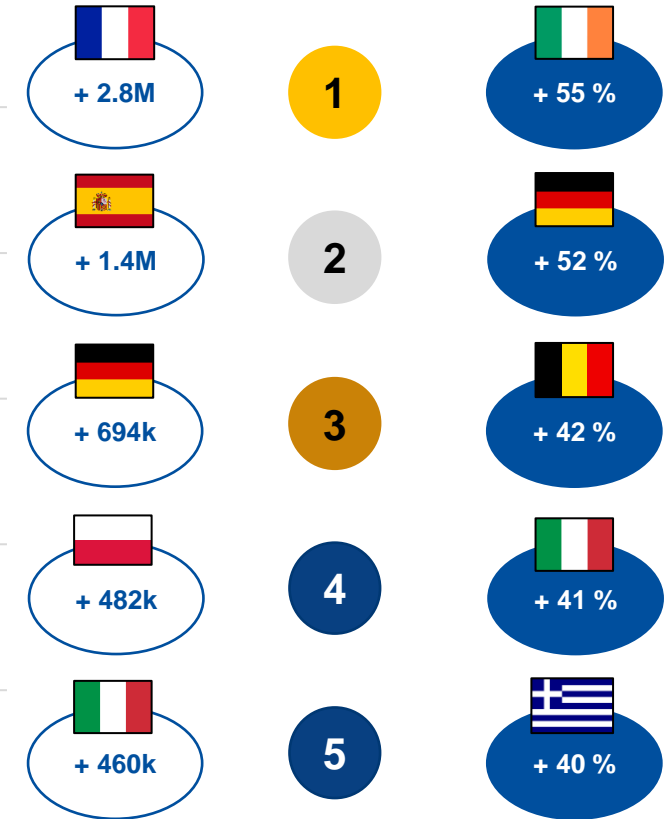 + 2.8M
1
+ 55 %
+ 1.4M
2
+ 52 %
+ 694k
3
+ 42 %
+ 482k
4
+ 41 %
+ 460k
5
+ 40 %